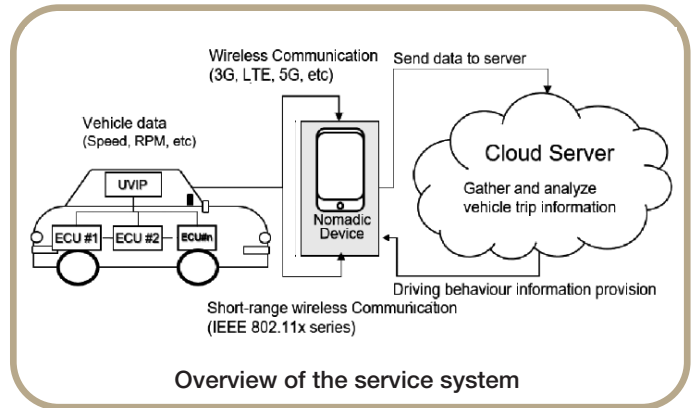 Wireless Communication
(3G, LTE, 5G, etc)
Send data to server
Vehicle data
(Speed, RPM, etc)
UVIP
ECU #1
ECU #2
ECU#n
Nomadic
Device
Cloud Server
Gather and analyze
vehicle trip information
Driving behaviour information provision
Short-range wireless Communication
(IEEE 802.11x series)
Overview of the service system